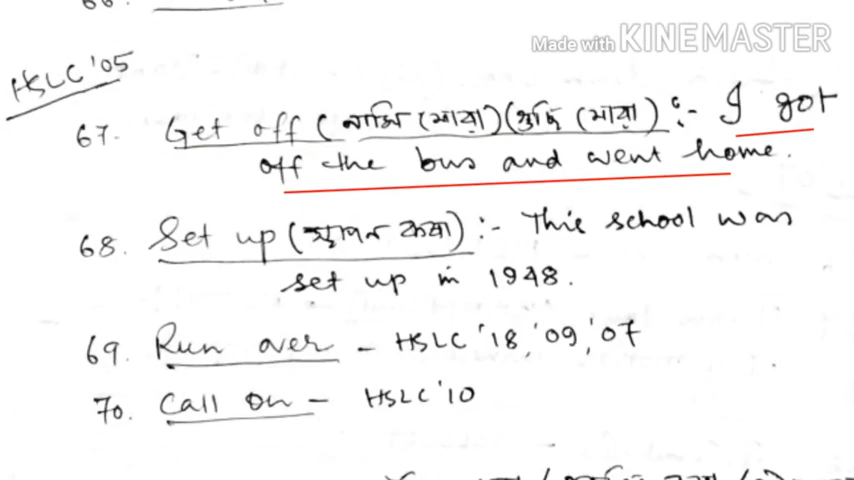 Made with KINEMASTER
HSLC '05
67. Get off (নামি যোৱা) (গুচি যোৱা) :- I got
off the bus and went home.
68. Set up (স্থাপন কৰা) :- This school was
set up in 1948.
69. Run over - HSLC '18, '09, '07
70. Call on - HSLC '10